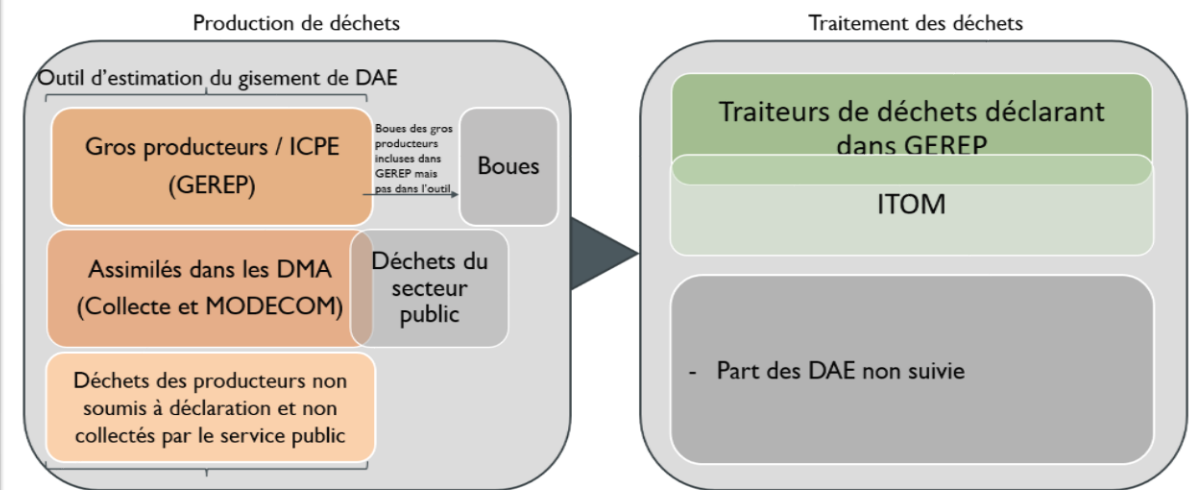 Production de déchets
Outil d’estimation du gisement de DAE
Gros producteurs / ICPE
(GEREP)
Boues des gros
producteurs
incluses dans
GEREP mais
pas dans l’outil
Boues
Assimilés dans les DMA
(Collecte et MODECOM)
Déchets du
secteur
public
Déchets des producteurs non
soumis à déclaration et non
collectés par le service public
Traitement des déchets
Traiteurs de déchets déclarant
dans GEREP
ITOM
- Part des DAE non suivie